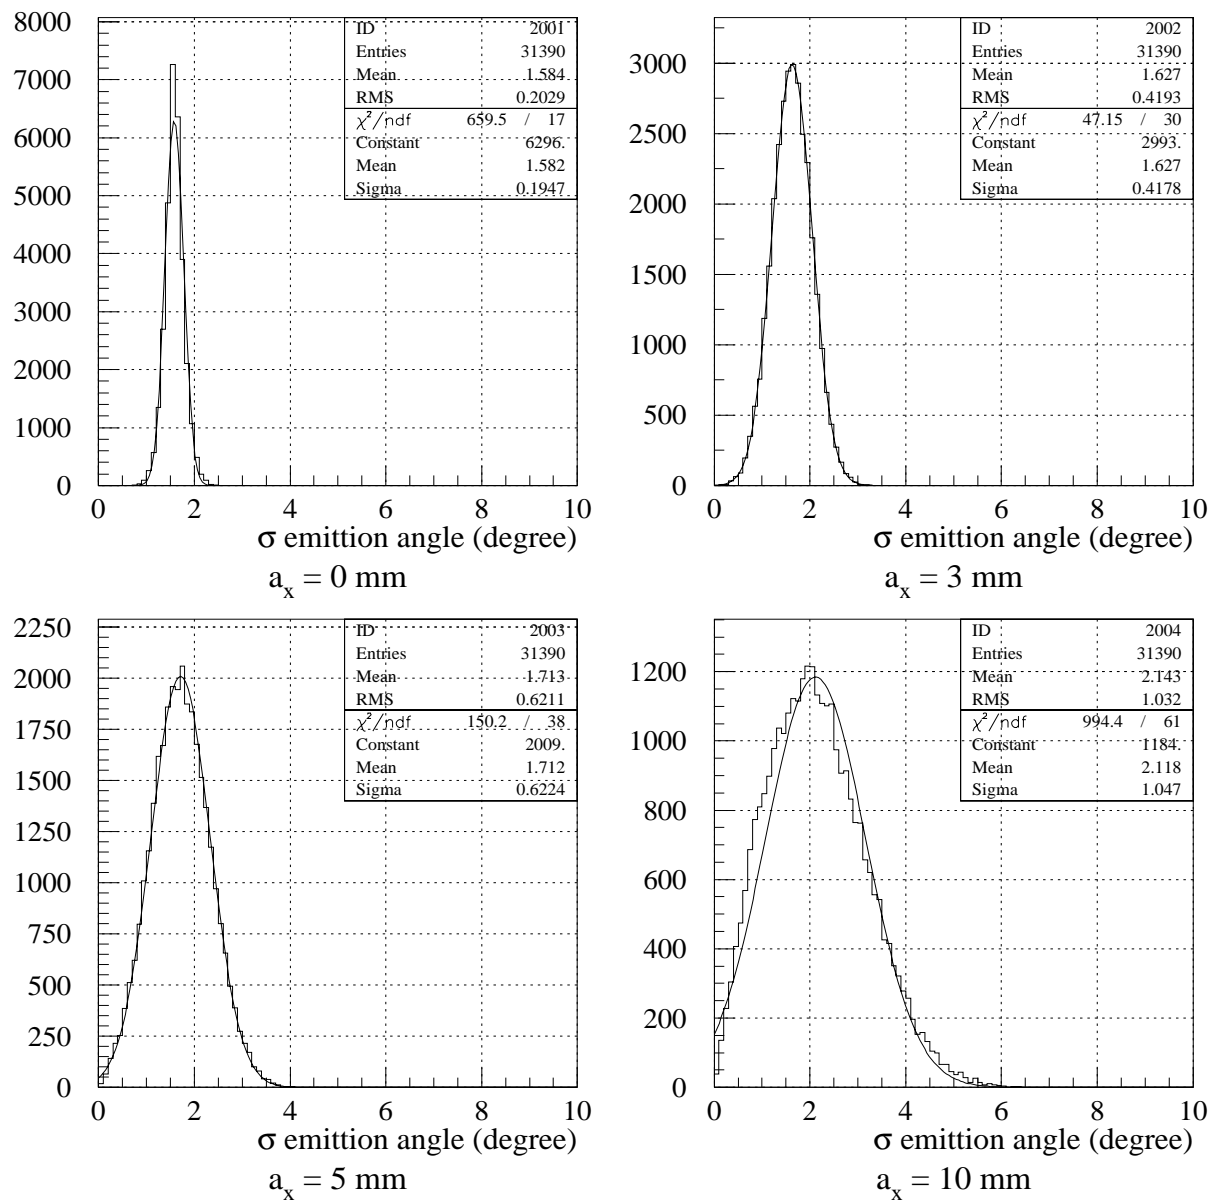 8000
7000
6000
5000
4000
3000
2000
1000
0
ID 2001
Entries 31390
Mean 1.584
RMS 0.2029
χ²/ndf 659.5 / 17
Constant 6296.
Mean 1.582
Sigma 0.1947
0 2 4 6 8 10
σ emittion angle (degree)
a_x = 0 mm
3000
2500
2000
1500
1000
500
0
ID 2002
Entries 31390
Mean 1.627
RMS 0.4193
χ²/ndf 47.15 / 30
Constant 2993.
Mean 1.627
Sigma 0.4178
0 2 4 6 8 10
σ emittion angle (degree)
a_x = 3 mm
2250
2000
1750
1500
1250
1000
750
500
250
0
ID 2003
Entries 31390
Mean 1.713
RMS 0.6211
χ²/ndf 150.2 / 38
Constant 2009.
Mean 1.712
Sigma 0.6224
0 2 4 6 8 10
σ emittion angle (degree)
a_x = 5 mm
1200
1000
800
600
400
200
0
ID 2004
Entries 31390
Mean 2.143
RMS 1.032
χ²/ndf 994.4 / 61
Constant 1184.
Mean 2.118
Sigma 1.047
0 2 4 6 8 10
σ emittion angle (degree)
a_x = 10 mm